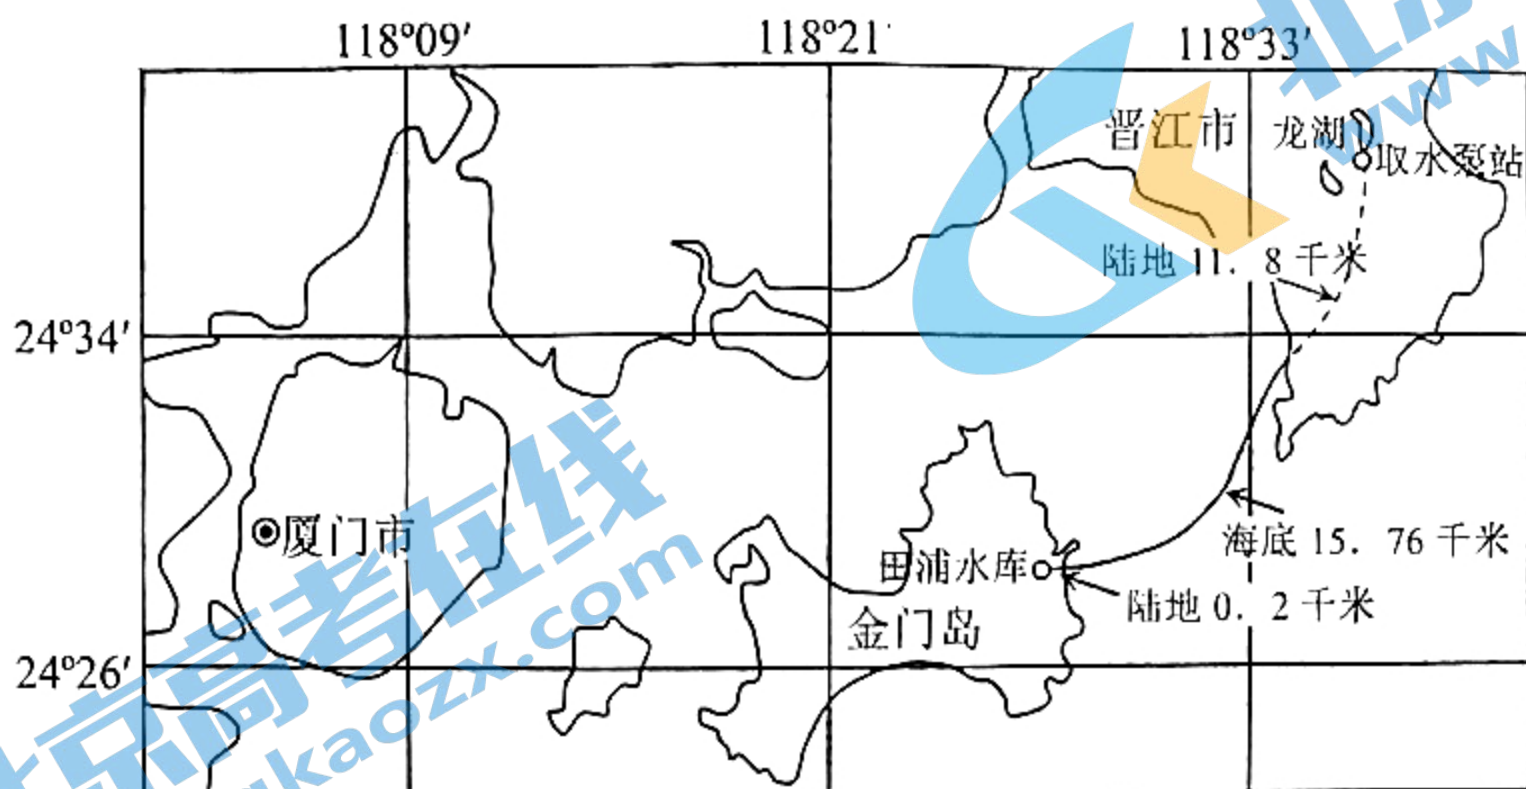 118°09′
118°21′
118°33′
晋江市
龙湖
取水泵站
陆地 11．8 千米
24°34′
厦门市
海底 15．76 千米
田浦水库
陆地 0．2 千米
金门岛
24°26′
北京高考在线
www
gkaozx.com